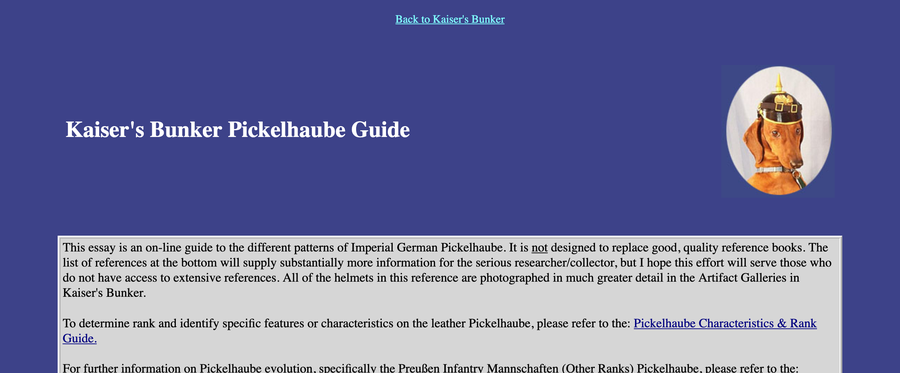 Back to Kaiser's Bunker
Kaiser's Bunker Pickelhaube Guide
This essay is an on-line guide to the different patterns of Imperial German Pickelhaube. It is not designed to replace good, quality reference books. The
list of references at the bottom will supply substantially more information for the serious researcher/collector, but I hope this effort will serve those who
do not have access to extensive references. All of the helmets in this reference are photographed in much greater detail in the Artifact Galleries in
Kaiser's Bunker.
To determine rank and identify specific features or characteristics on the leather Pickelhaube, please refer to the: Pickelhaube Characteristics & Rank
Guide.
For further information on Pickelhaube evolution, specifically the Preußen Infantry Mannschaften (Other Ranks) Pickelhaube, please refer to the: